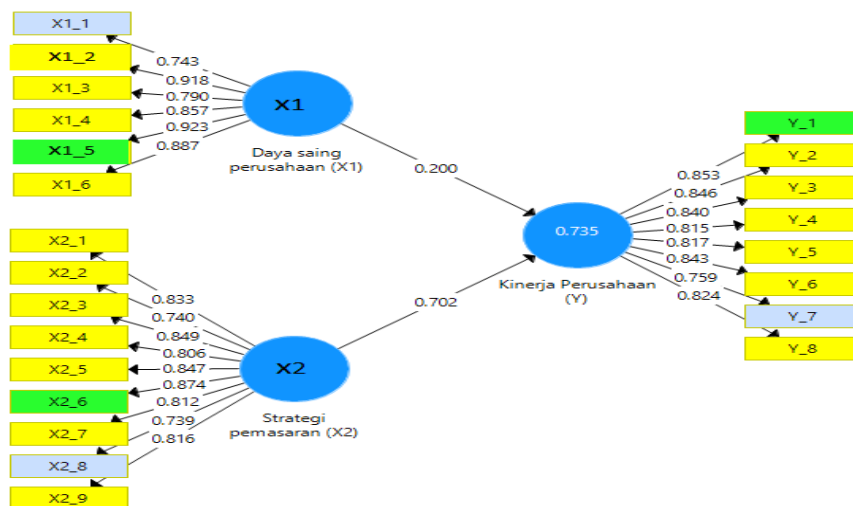 X1_1
X1_2
X1_3
X1_4
X1_5
X1_6
0.743
0.918
0.790
0.857
0.923
0.887
X1
Daya saing
perusahaan (X1)
0.200
X2_1
X2_2
X2_3
X2_4
X2_5
X2_6
X2_7
X2_8
X2_9
0.833
0.740
0.849
0.806
0.847
0.874
0.812
0.739
0.816
X2
Strategi
pemasaran (X2)
0.702
0.735
Kinerja Perusahaan
(Y)
0.853
0.846
0.840
0.815
0.817
0.843
0.759
0.824
Y_1
Y_2
Y_3
Y_4
Y_5
Y_6
Y_7
Y_8